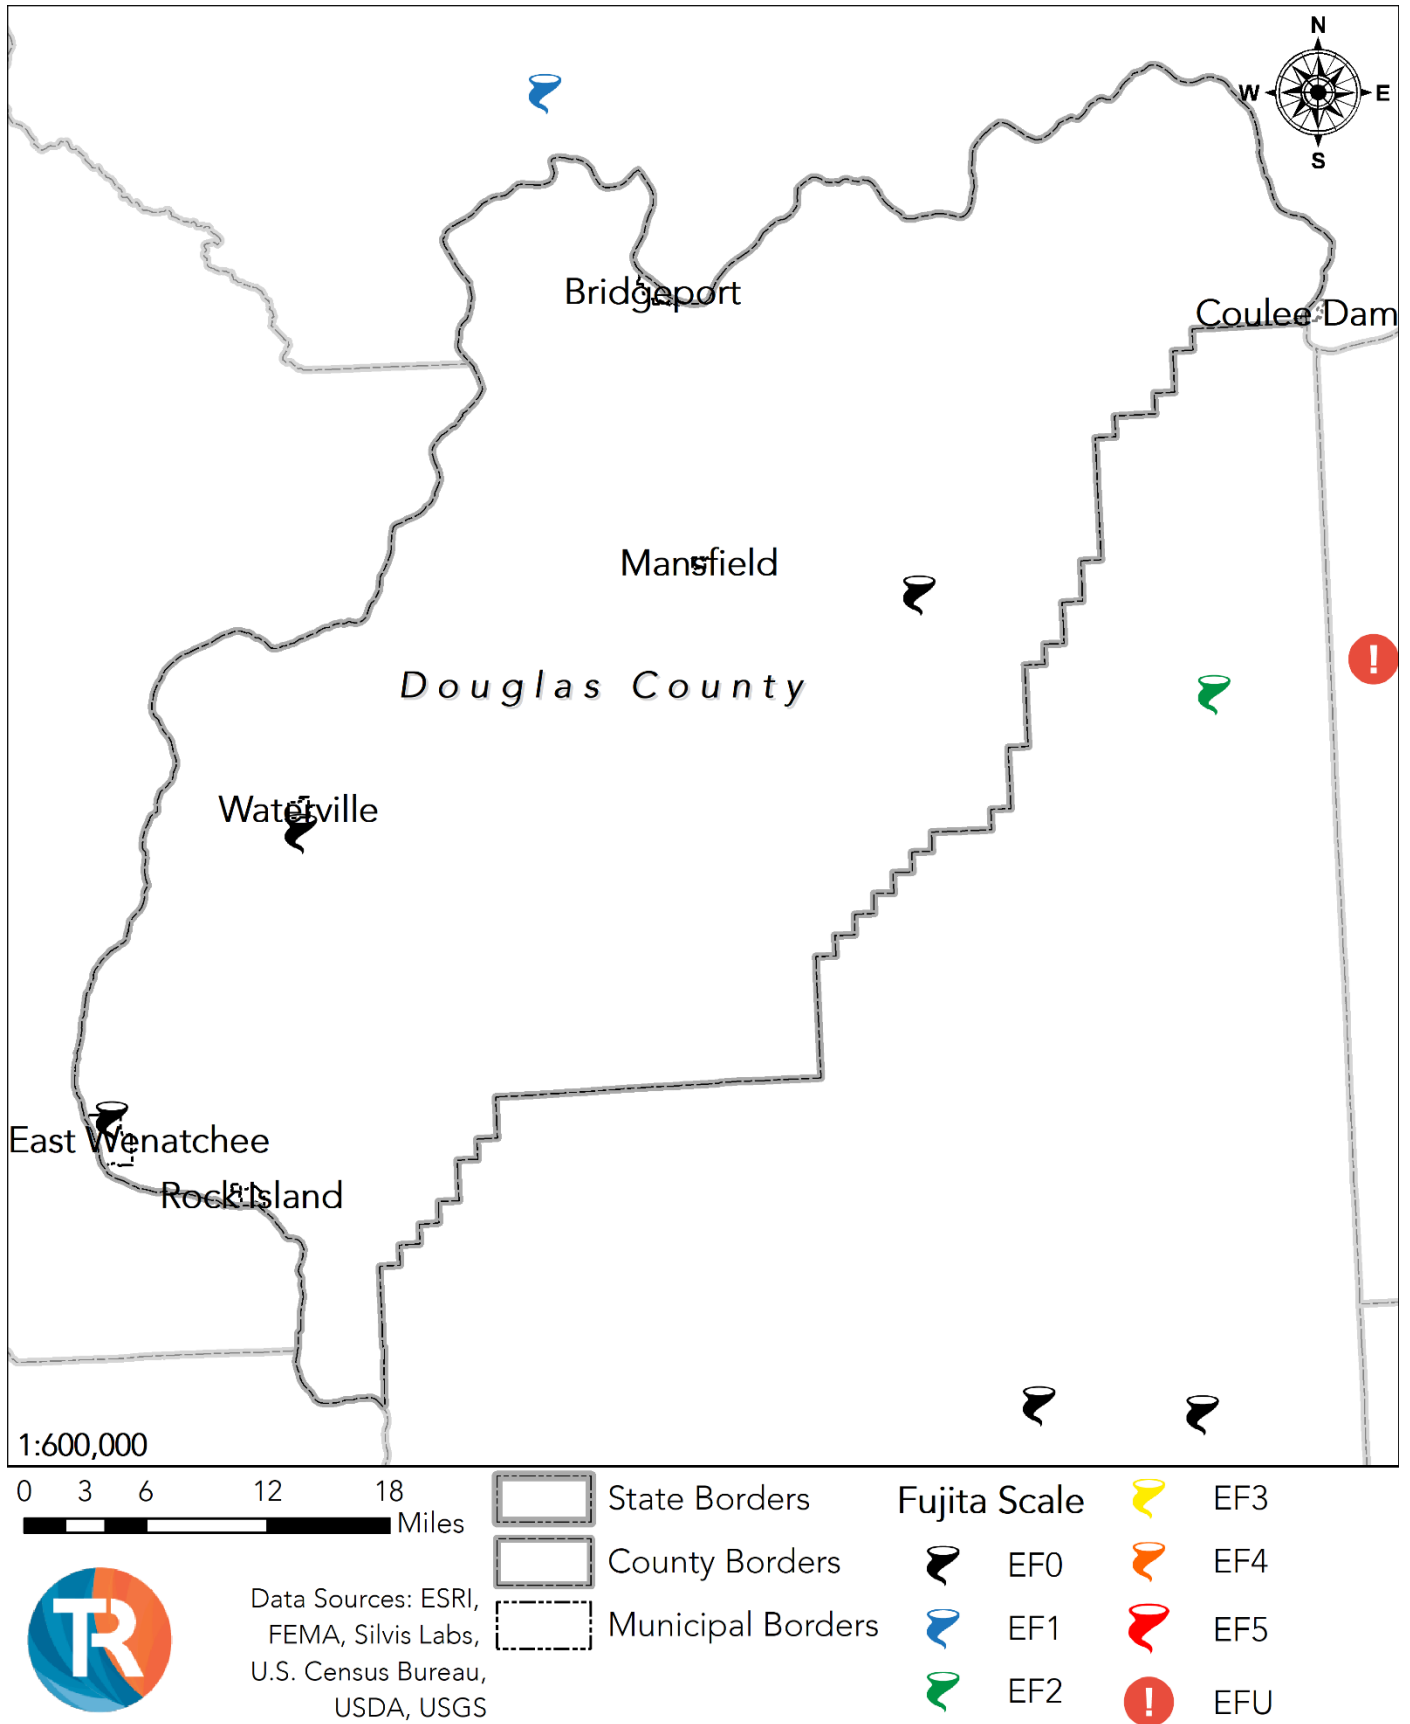 N
W E
S
Bridgeport
Coulee Dam
Mansfield
!
Douglas County
Waterville
East Wenatchee
Rock Island
1:600,000
0 3 6 12 18
Miles
State Borders
County Borders
Municipal Borders
Data Sources: ESRI,
FEMA, Silvis Labs,
U.S. Census Bureau,
USDA, USGS
TR
Fujita Scale
EF0
EF1
EF2
EF3
EF4
EF5
! EFU